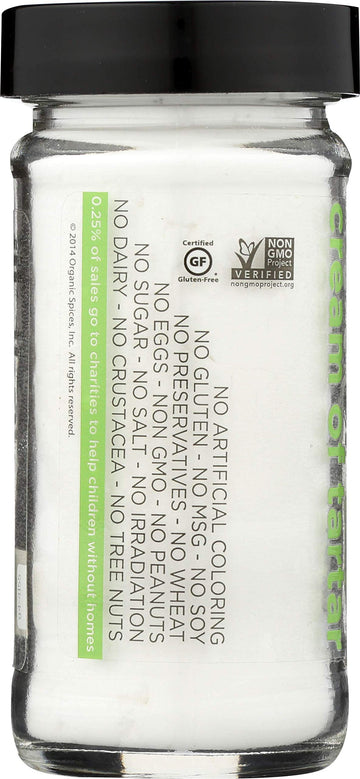 cream of tartar
Certified
GF
Gluten-Free
NON
GMO
Project
VERIFIED
nongmoproject.org
NO ARTIFICIAL COLORING
NO GLUTEN - NO MSG - NO SOY
NO PRESERVATIVES - NO WHEAT
NO EGGS - NON GMO - NO PEANUTS
NO SUGAR - NO SALT - NO IRRADIATION
NO DAIRY - NO CRUSTACEA - NO TREE NUTS
0.25% of sales go to charities to help children without homes
© 2014 Organic Spices, Inc. All rights reserved.